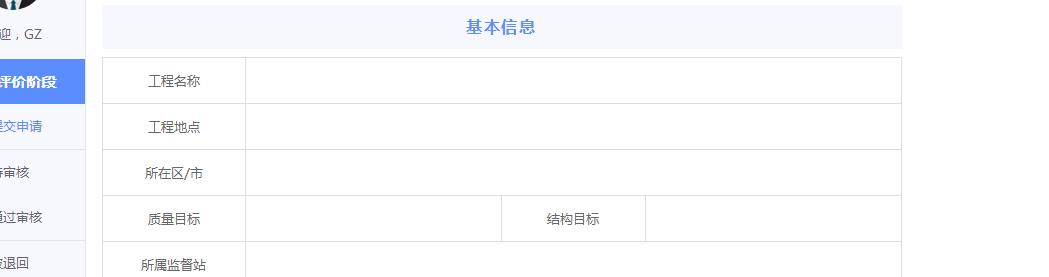 迎，GZ
评价阶段
提交申请
待审核
通过审核
被退回
基本信息
工程名称
工程地点
所在区/市
质量目标
结构目标
所属监督站